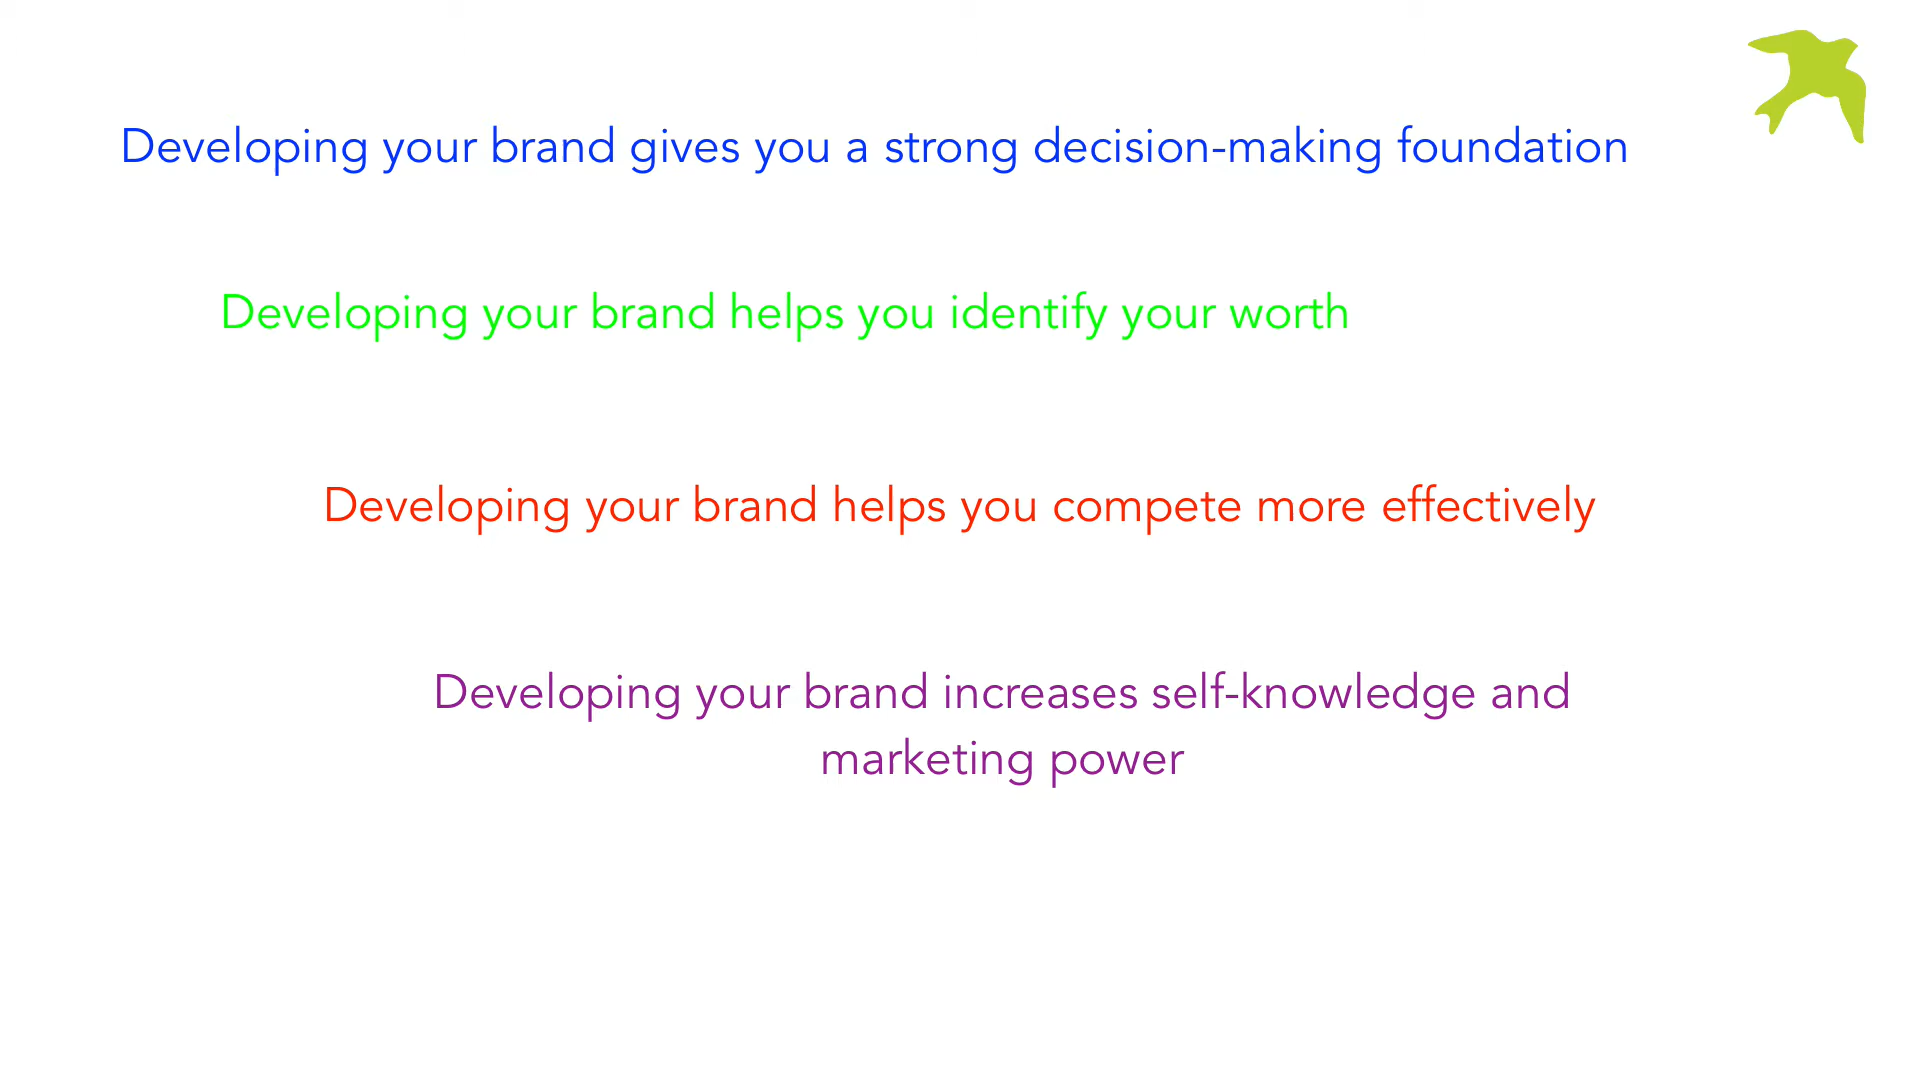 Developing your brand gives you a strong decision-making foundation
Developing your brand helps you identify your worth
Developing your brand helps you compete more effectively
Developing your brand increases self-knowledge and
marketing power